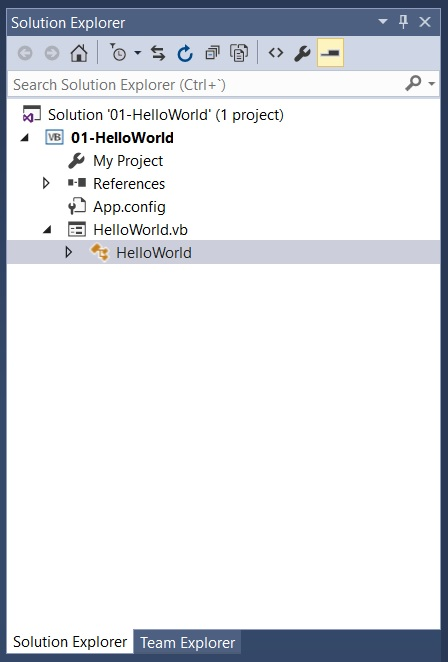 Solution Explorer
Search Solution Explorer (Ctrl+`)
Solution '01-HelloWorld' (1 project)
VB 01-HelloWorld
My Project
References
App.config
HelloWorld.vb
HelloWorld
Solution Explorer Team Explorer